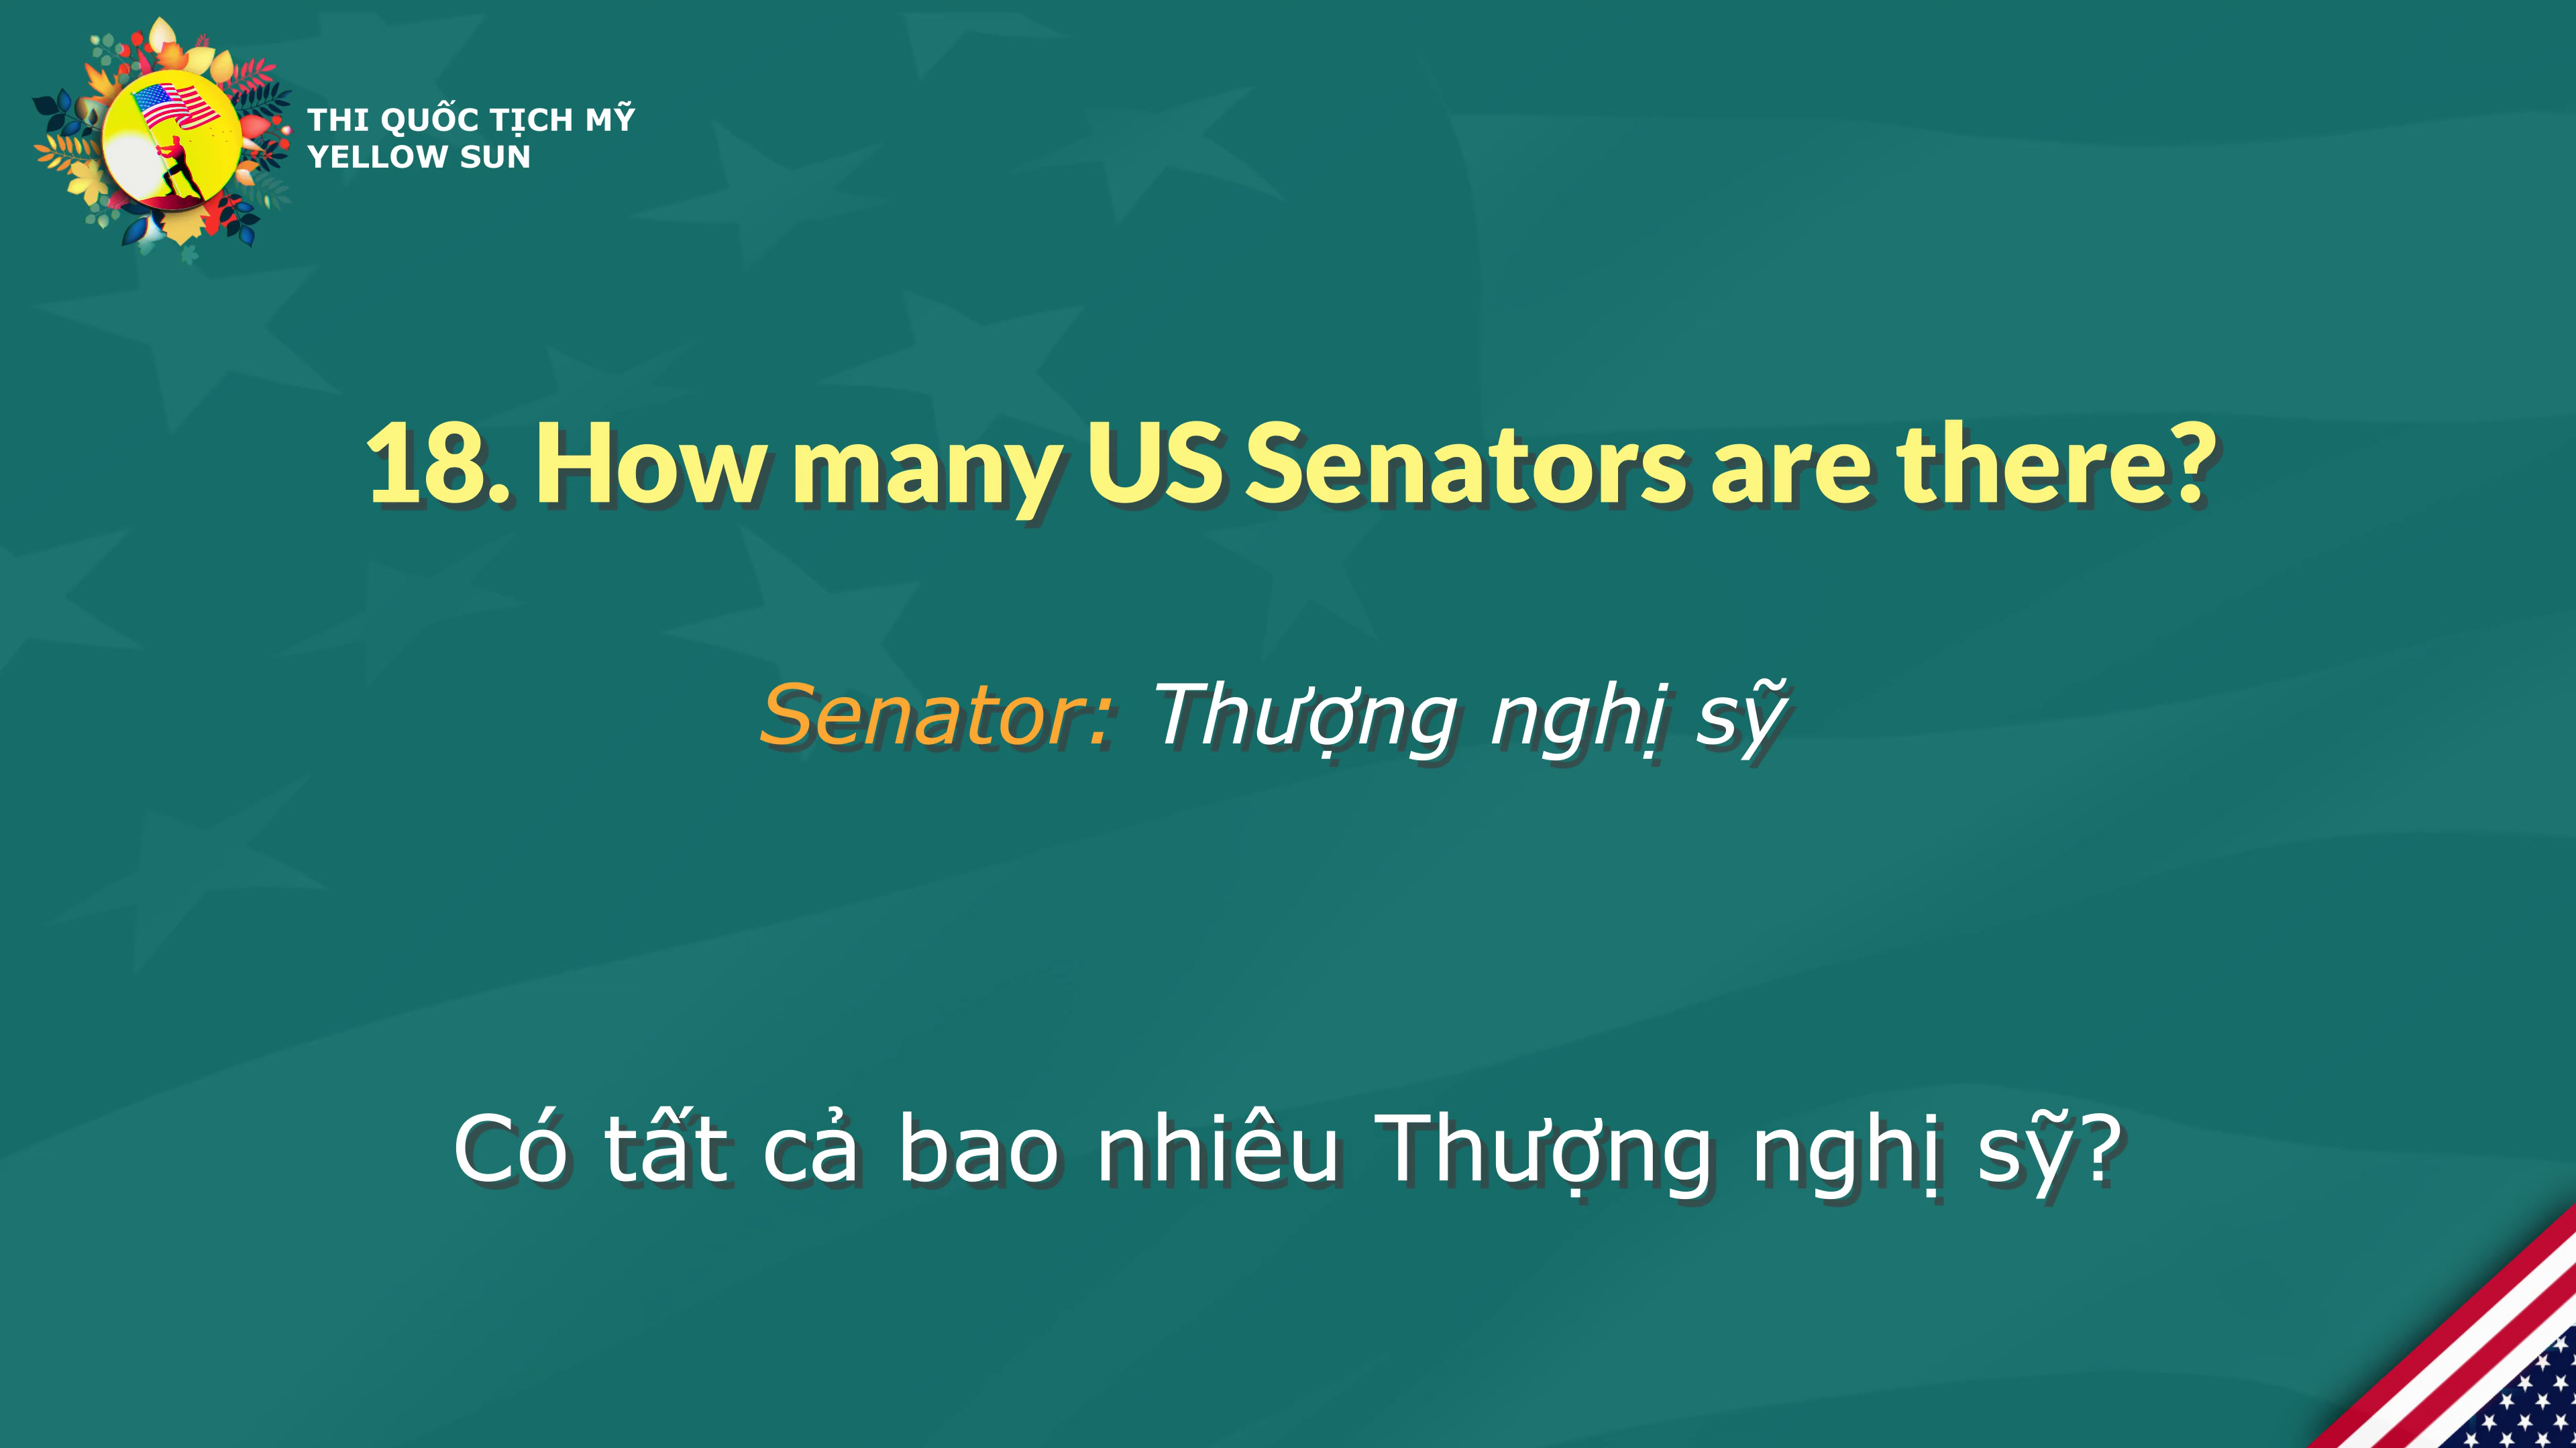 THI QUỐC TỊCH MỸ
YELLOW SUN
18. How many US Senators are there?
Senator: Thượng nghị sỹ
Có tất cả bao nhiêu Thượng nghị sỹ?